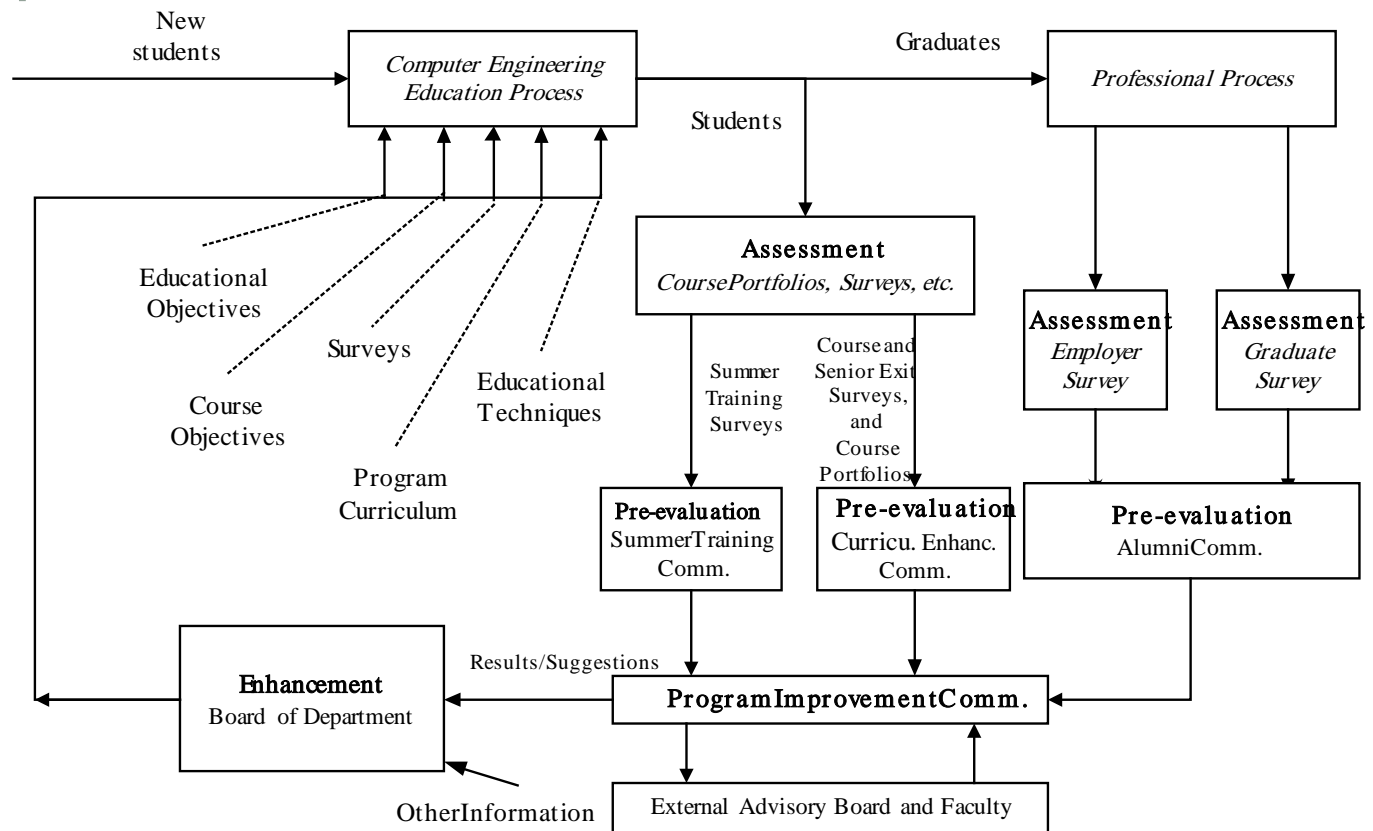 New
students
Computer Engineering
Education Process
Graduates
Professional Process
Students
Assessment
CoursePortfolios, Surveys, etc.
Educational
Objectives
Surveys
Course
Objectives
Educational
Techniques
Program
Curriculum
Summer
Training
Surveys
Course and
Senior Exit
Surveys,
and
Course
Portfolios
Assessment
Employer
Survey
Assessment
Graduate
Survey
Pre-evaluation
SummerTraining
Comm.
Pre-evaluation
Curricu. Enhanc.
Comm.
Pre-evaluation
AlumniComm.
Enhancement
Board of Department
Results/Suggestions
ProgramImprovementComm.
OtherInformation
External Advisory Board and Faculty